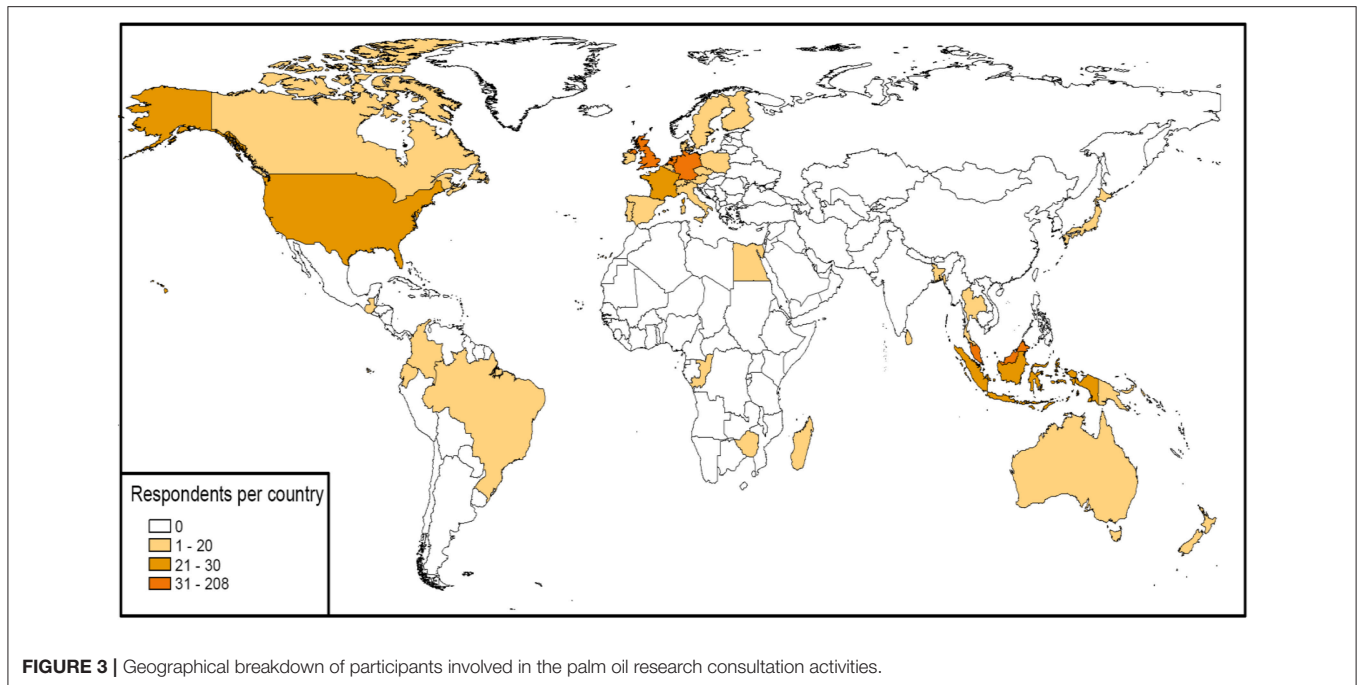 Respondents per country
0
1 - 20
21 - 30
31 - 208
FIGURE 3 | Geographical breakdown of participants involved in the palm oil research consultation activities.